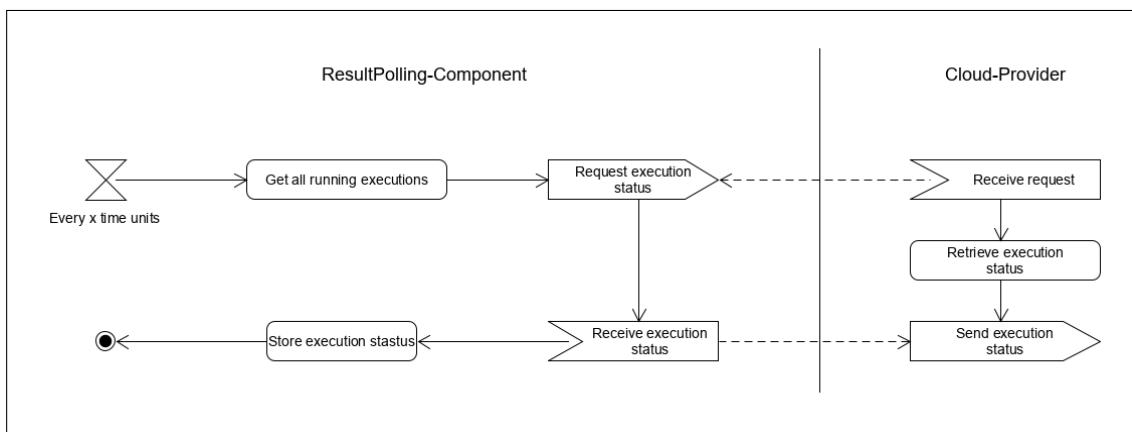 ResultPolling-Component
Cloud-Provider
Get all running executions
Request execution
status
Receive request
Every x time units
Retrieve execution
status
Store execution stastus
Receive execution
status
Send execution
status